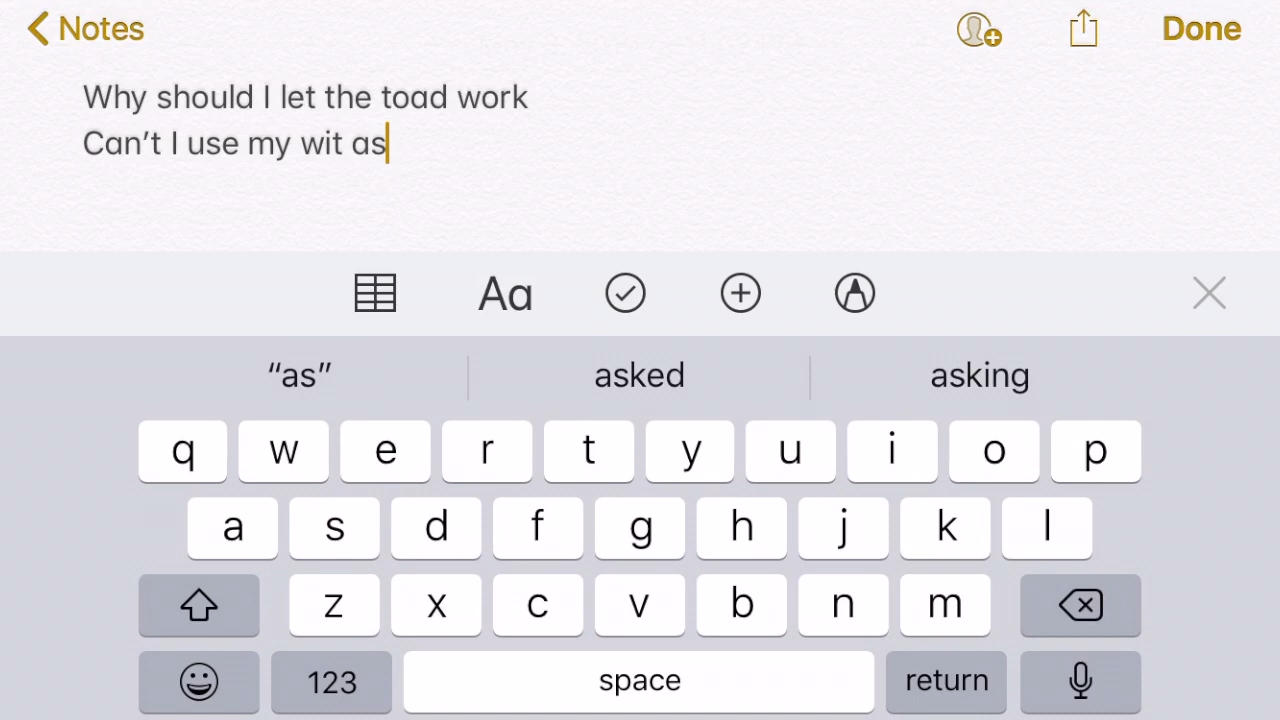 Notes
Done
Why should I let the toad work
Can’t I use my wit as
Aa
“as” asked asking
q w e r t y u i o p
a s d f g h j k l
z x c v b n m
123 space return